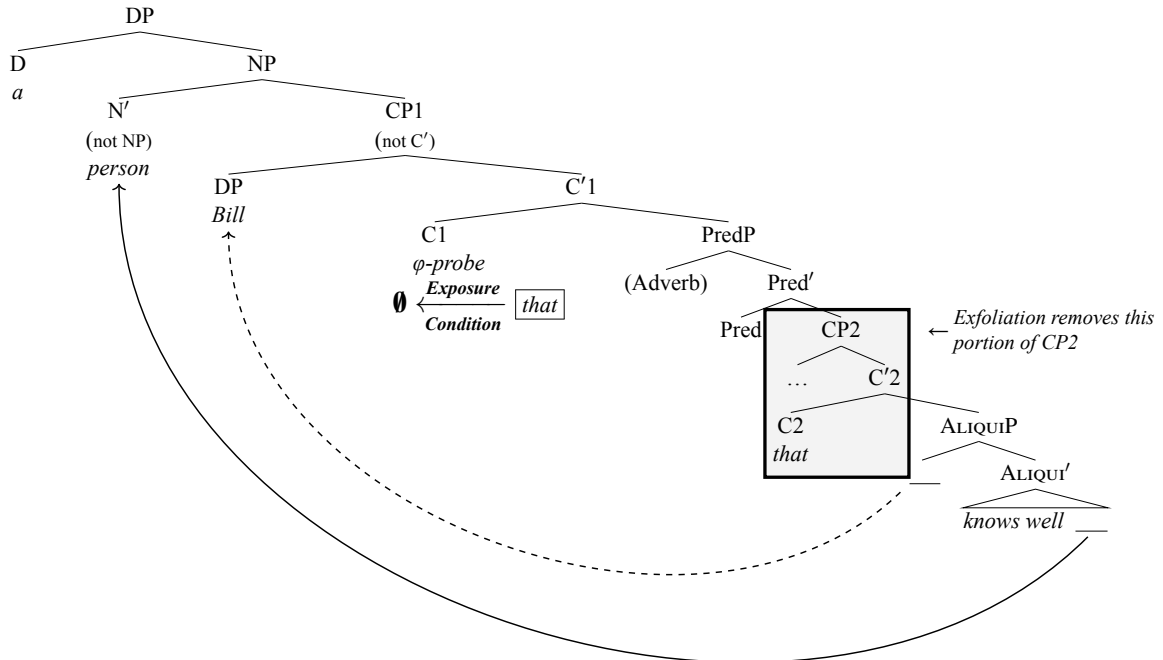 DP
D NP
a
N′ CP1
(not NP) (not C′)
person
DP C′1
Bill
C1 PredP
φ-probe
(Adverb) Pred′
∅ Exposure Condition that
Pred CP2 ← Exfoliation removes this
portion of CP2
… C′2
C2 ALIQUIP
that
ALIQUI′
knows well